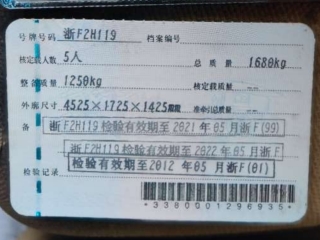 号牌号码 浙F2H119 档案编号
核定载人数 5人 总质量 1680kg
整备质量 1250kg 核定载质量
外廓尺寸 4525×1725×1425 准牵引总质量
备 浙F2H119检验有效期至2021年05月浙F(99)
浙F2H119检验有效期至2022年05月浙F
检验有效期至2012年05月浙F(01)
检验记录
*3380001296935*